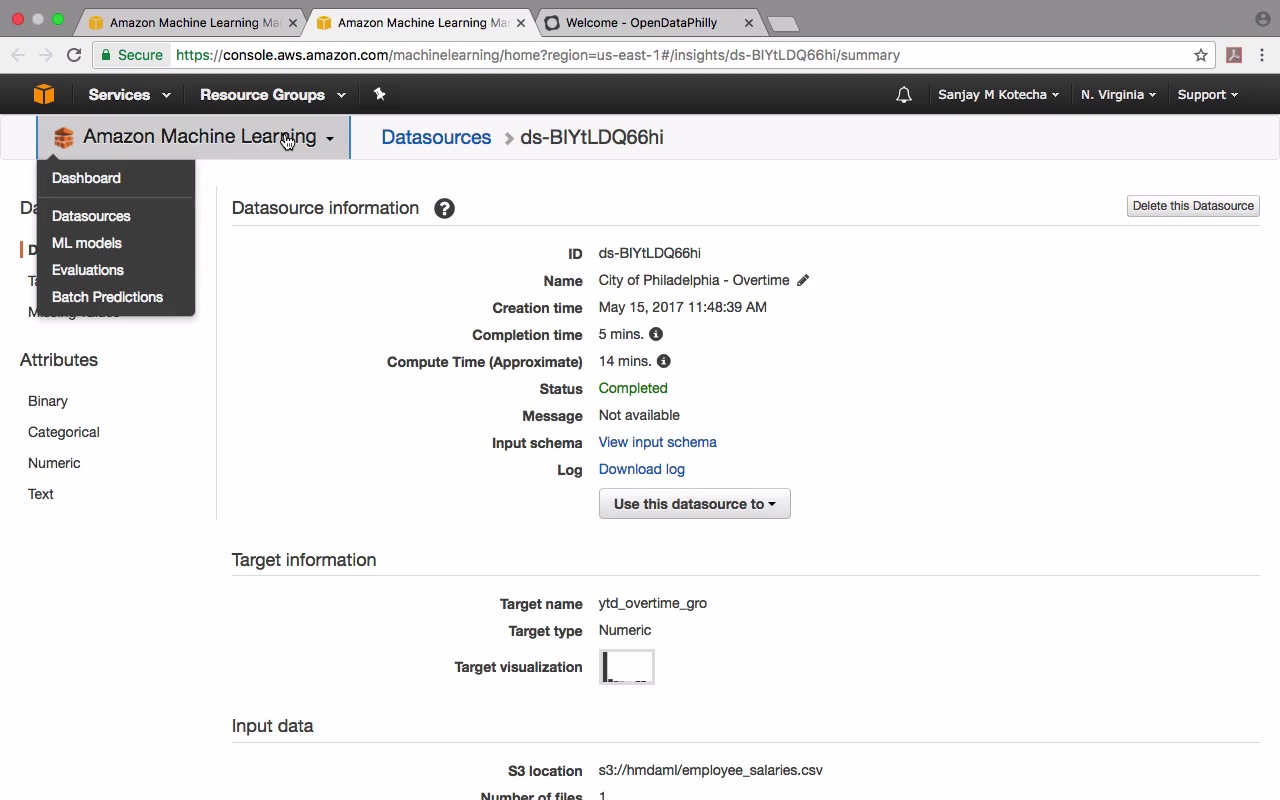 Amazon Machine Learning Mar
Amazon Machine Learning Mar
Welcome - OpenDataPhilly
Secure https://console.aws.amazon.com/machinelearning/home?region=us-east-1#/insights/ds-BIYtLDQ66hi/summary
Services Resource Groups Sanjay M Kotecha N. Virginia Support
Amazon Machine Learning Datasources ds-BIYtLDQ66hi
Dashboard
Datasources
ML models
Evaluations
Batch Predictions
Attributes
Binary
Categorical
Numeric
Text
Datasource information ? Delete this Datasource
ID ds-BIYtLDQ66hi
Name City of Philadelphia - Overtime
Creation time May 15, 2017 11:48:39 AM
Completion time 5 mins.
Compute Time (Approximate) 14 mins.
Status Completed
Message Not available
Input schema View input schema
Log Download log
Use this datasource to
Target information
Target name ytd_overtime_gro
Target type Numeric
Target visualization
Input data
S3 location s3://hmdaml/employee_salaries.csv
Number of files 1